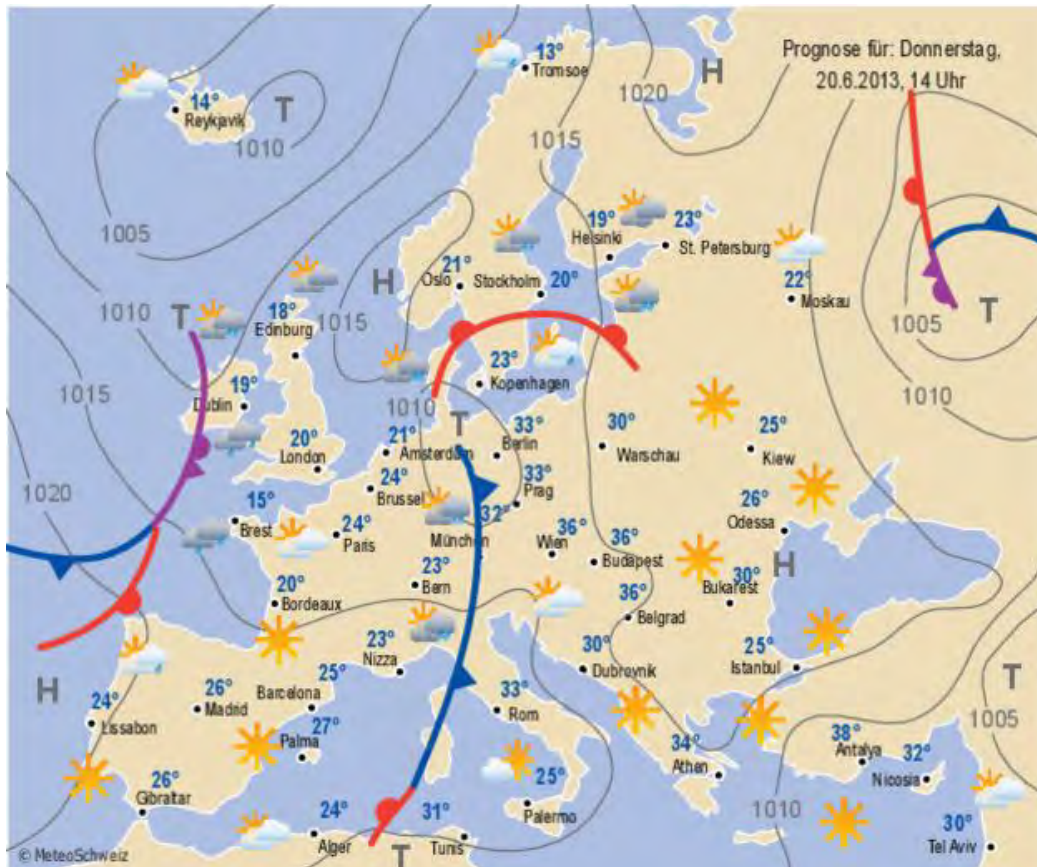 Prognose für: Donnerstag,
20.6.2013, 14 Uhr
13°
Tromsoe
H
1020
14°
Reykjavik
T
1010
1015
1005
19°
Helsinki
23°
St. Petersburg
22°
Moskau
1005
T
1010
21°
Oslo
Stockholm
20°
H
1010
T
18°
Edinburg
1015
23°
Kopenhagen
1015
19°
Dublin
1010
T
33°
Berlin
30°
Warschau
25°
Kiew
20°
London
21°
Amsterdam
24°
Brussel
33°
Prag
1020
15°
Brest
24°
Paris
32°
München
36°
Wien
36°
Budapest
26°
Odessa
H
23°
Bern
20°
Bordeaux
30°
Bukarest
36°
Belgrad
23°
Nizza
30°
Dubrovnik
25°
Istanbul
T
1005
H
24°
Lissabon
26°
Madrid
25°
Barcelona
27°
Palma
33°
Rom
34°
Athen
38°
Antalya
32°
Nicosia
26°
Gibraltar
25°
Palermo
1010
30°
Tel Aviv
24°
Alger
31°
Tunis
T
© MeteoSchweiz